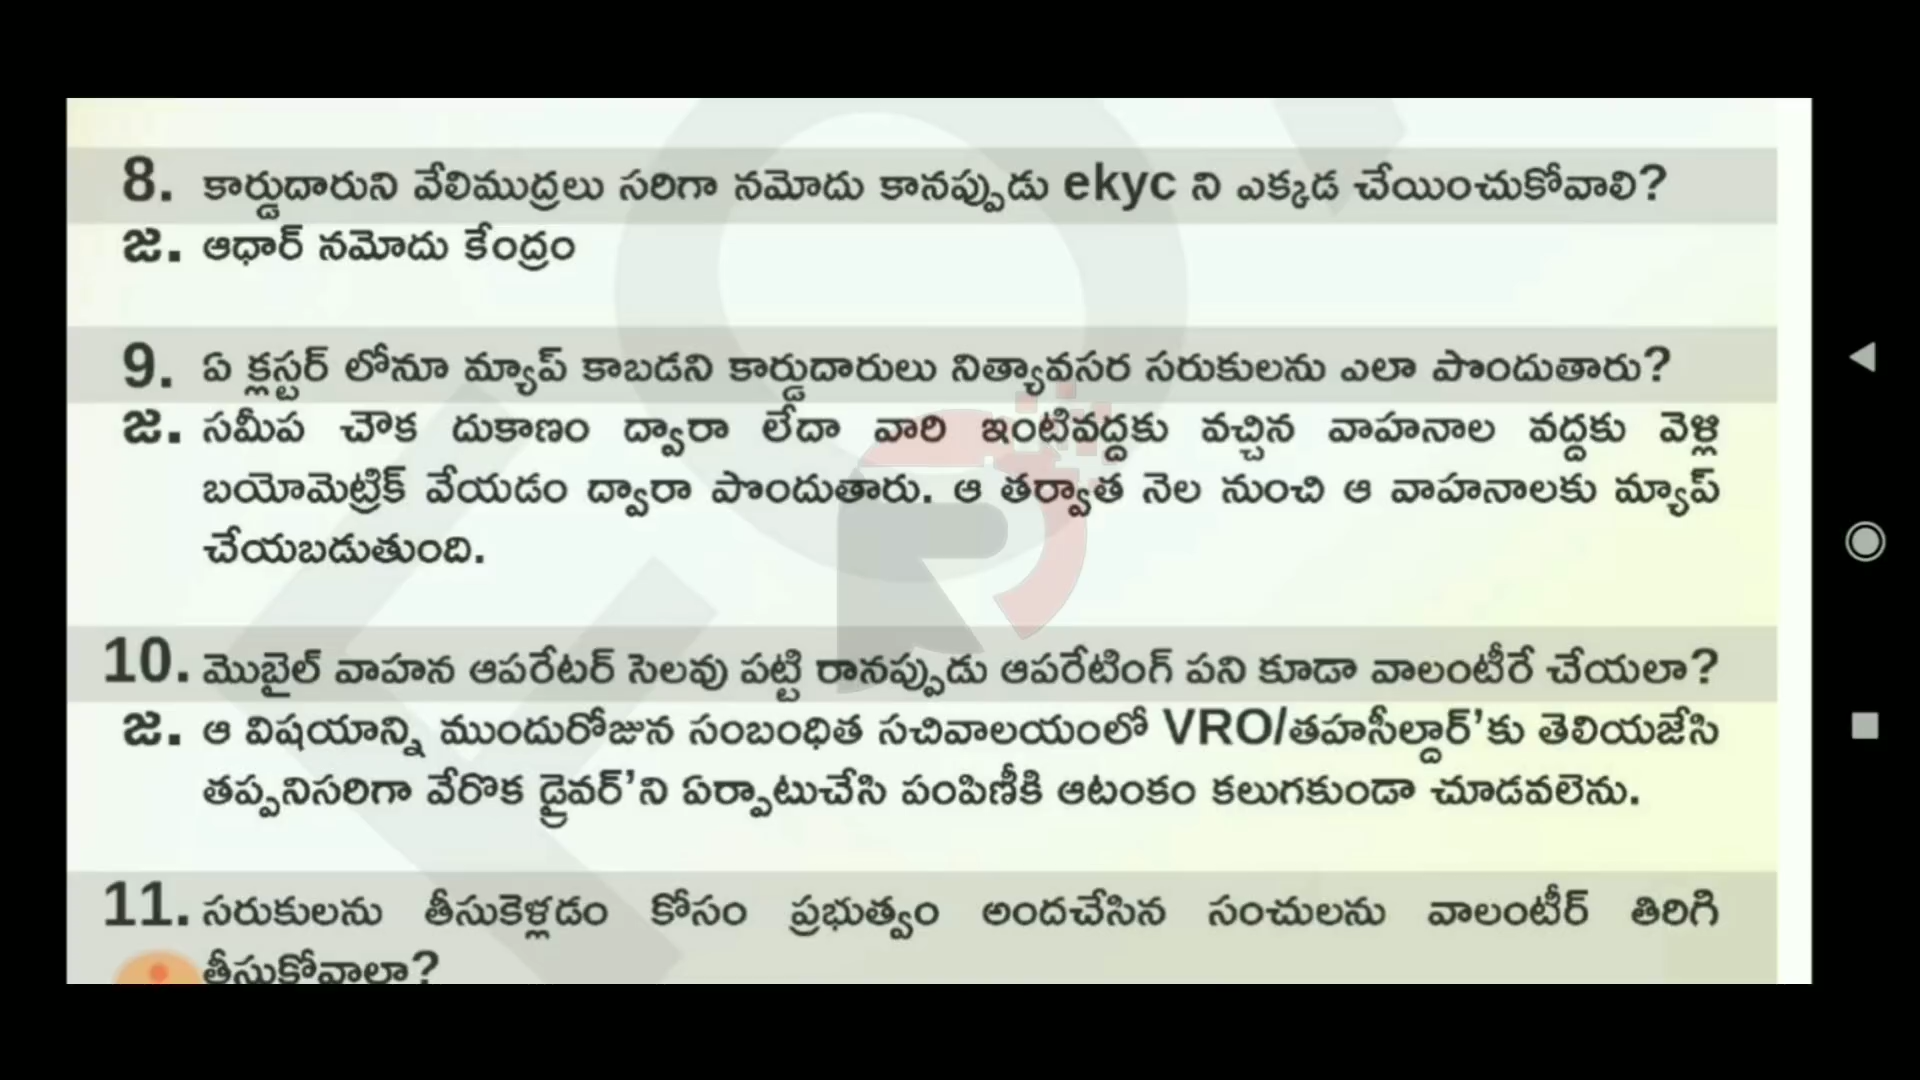 8. కార్డుదారుని వేలిముద్రలు సరిగా నమోదు కానప్పుడు ekyc ని ఎక్కడ చేయించుకోవాలి?
జ. ఆధార్ నమోదు కేంద్రం
9. ఏ క్లస్టర్ లోనూ మ్యాప్ కాబడని కార్డుదారులు నిత్యావసర సరుకులను ఎలా పొందుతారు?
జ. సమీప చౌక దుకాణం ద్వారా లేదా వారి ఇంటివద్దకు వచ్చిన వాహనాల వద్దకు వెళ్లి
బయోమెట్రిక్ వేయడం ద్వారా పొందుతారు. ఆ తర్వాత నెల నుంచి ఆ వాహనాలకు మ్యాప్
చేయబడుతుంది.
10. మొబైల్ వాహన ఆపరేటర్ సెలవు పట్టి రానప్పుడు ఆపరేటింగ్ పని కూడా వాలంటీరే చేయలా?
జ. ఆ విషయాన్ని ముందురోజున సంబంధిత సచివాలయంలో VRO/తహసీల్దార్'కు తెలియజేసి
తప్పనిసరిగా వేరొక డ్రైవర్'ని ఏర్పాటుచేసి పంపిణీకి ఆటంకం కలుగకుండా చూడవలెను.
11. సరుకులను తీసుకెళ్లడం కోసం ప్రభుత్వం అందచేసిన సంచులను వాలంటీర్ తిరిగి
తీసుకోవాలా?